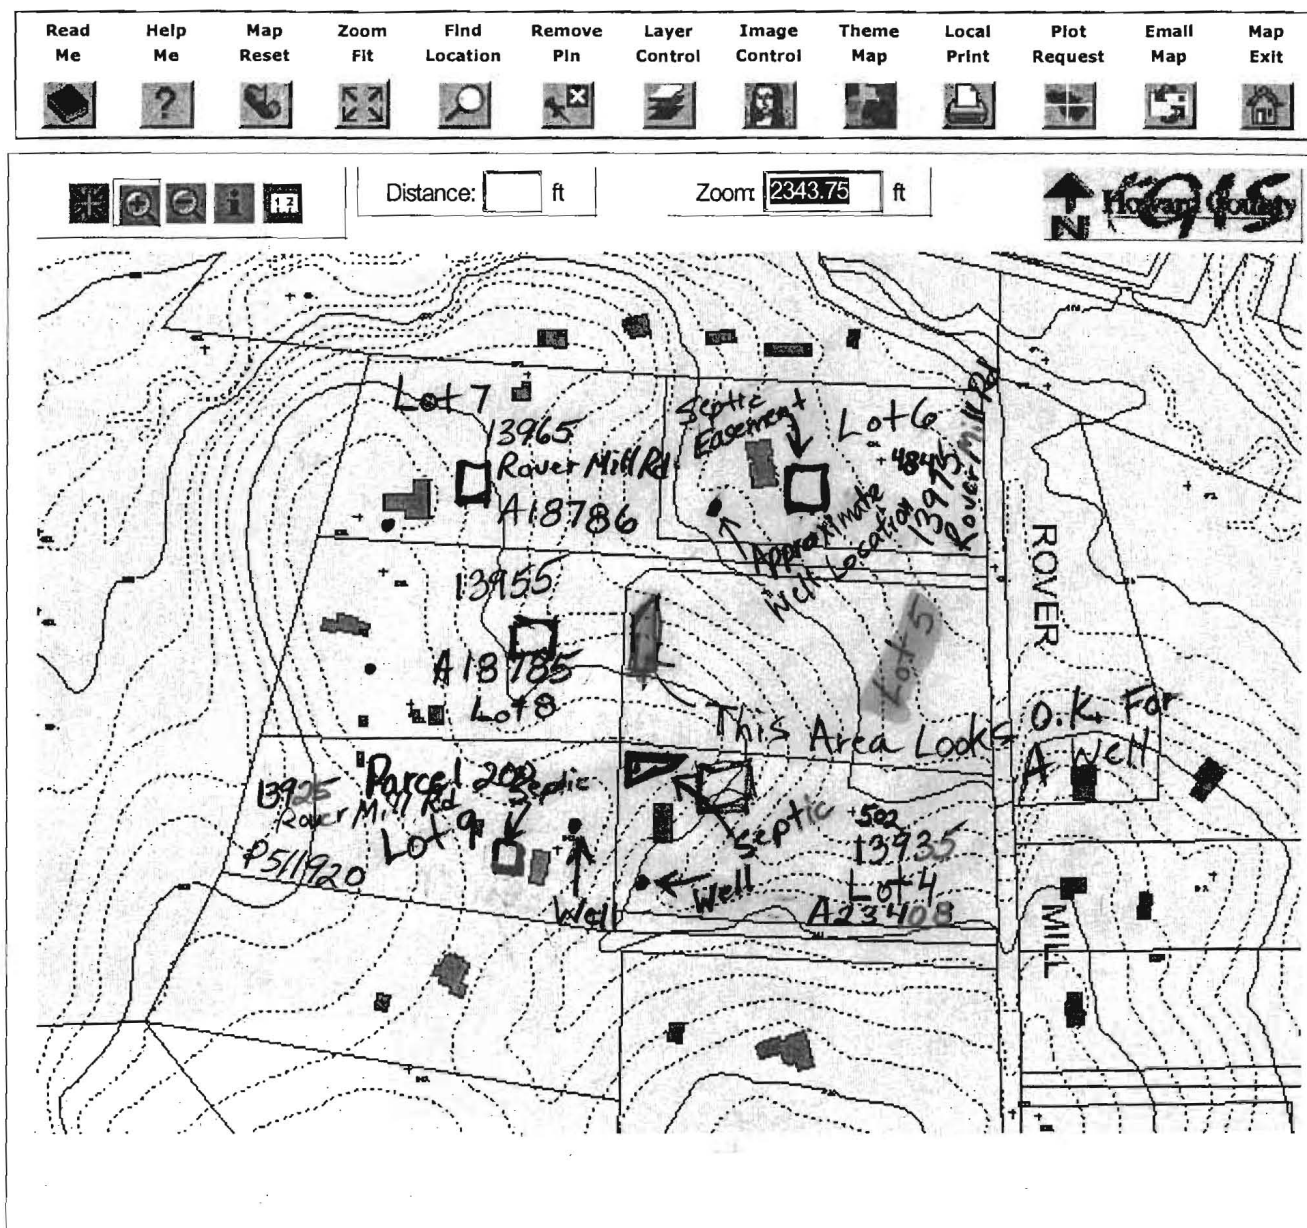 Read Me
Help Me
Map Reset
Zoom Fit
Find Location
Remove Pin
Layer Control
Image Control
Theme Map
Local Print
Plot Request
Email Map
Map Exit
Distance: ft
Zoom: 2343.75 ft
N
Howard County
915
Lot 7
13965
Rover Mill Rd
A18786
Septic
Easement
Lot 6
484
13975
Rover Mill Rd
Approximate
Well Location
ROVER
MILL
13955
A18785
Lot 8
Lot 5
This Area Looks O.K. For
A Well
13925
Rover Mill Rd
Parcel 200
Septic
Lot 9
P511920
Well
Septic
Well
502
13935
Lot 4
A23408